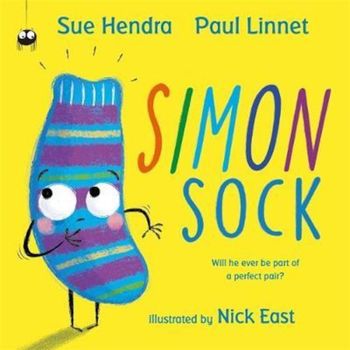 Sue Hendra Paul Linnet
SIMON
SOCK
Will he ever be part of
a perfect pair?
illustrated by Nick East